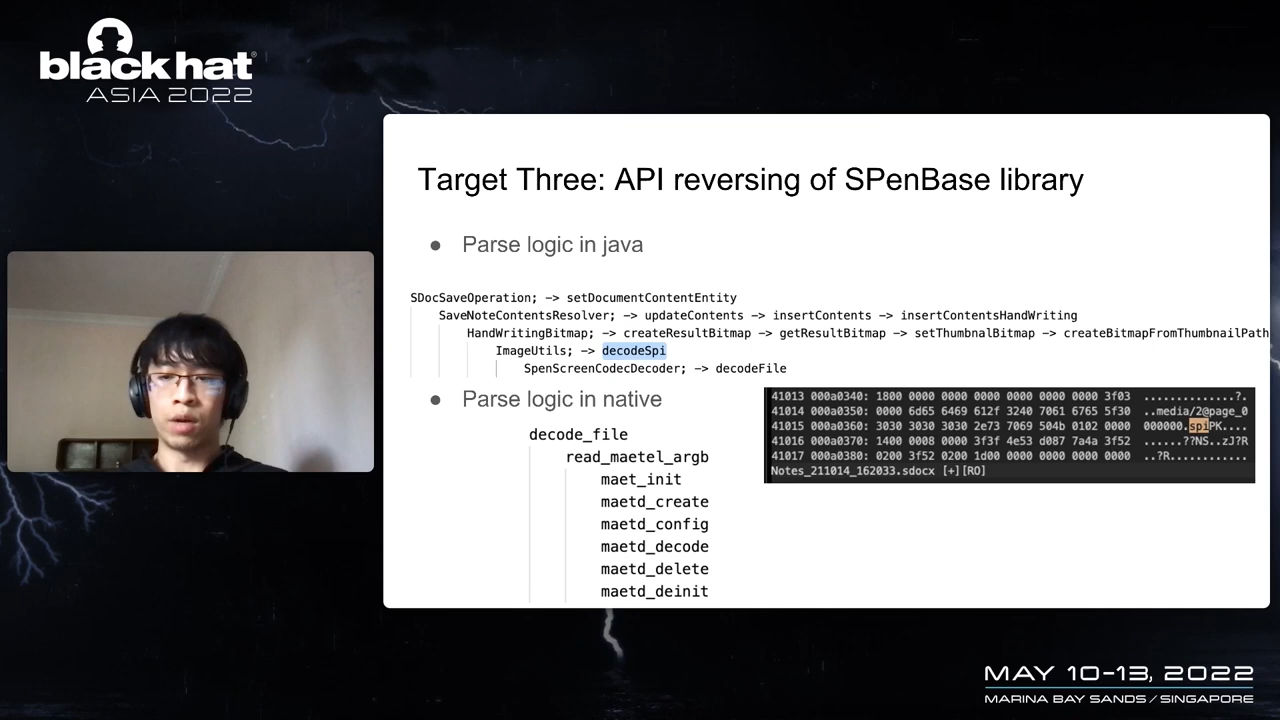 black hat®
ASIA 2022
Target Three: API reversing of SPenBase library
● Parse logic in java
SDocSaveOperation; —> setDocumentContentEntity
SaveNoteContentsResolver; —> updateContents —> insertContents —> insertContentsHandWriting
HandWritingBitmap; —> createResultBitmap —> getResultBitmap —> setThumbnalBitmap —> createBitmapFromThumbnailPath
ImageUtils; —> decodeSpi
SpenScreenCodecDecoder; —> decodeFile
● Parse logic in native
decode_file
read_maetel_argb
maet_init
maetd_create
maetd_config
maetd_decode
maetd_delete
maetd_deinit
41013 000a0340: 1800 0000 0000 0000 0000 0000 0000 3f03 ..............?.
41014 000a0350: 0000 6d65 6469 612f 3240 7061 6765 5f30 ..media/2@page_0
41015 000a0360: 3030 3030 3030 2e73 7069 504b 0102 0000 000000.spiPK....
41016 000a0370: 1400 0008 0000 3f3f 4e53 d087 7a4a 3f52 ......??NS..zJ?R
41017 000a0380: 0200 3f52 0200 1d00 0000 0000 0000 0000 ..?R............
Notes_211014_162033.sdocx [+][RO]
MAY 10-13, 2022
MARINA BAY SANDS / SINGAPORE